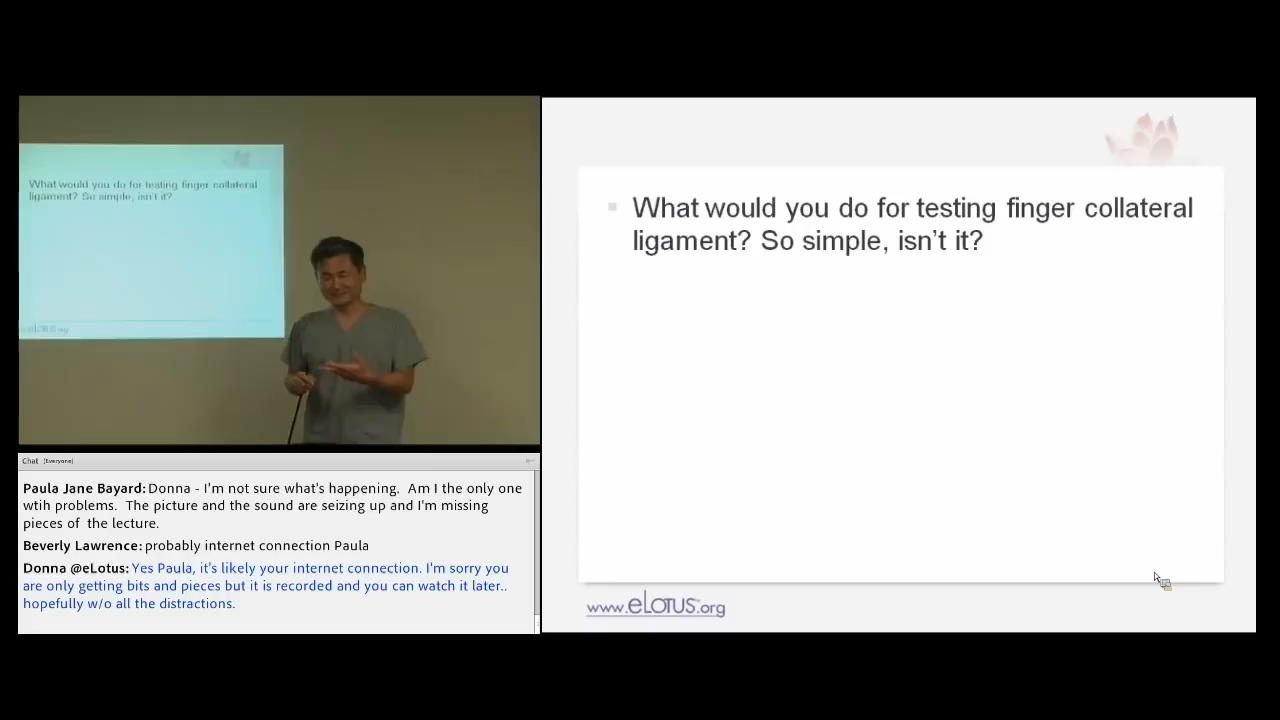 What would you do for testing finger collateral
ligament? So simple, isn't it?
What would you do for testing finger collateral
ligament? So simple, isn't it?
www.eLOTUS.org
Chat (Everyone)
Paula Jane Bayard: Donna - I'm not sure what's happening. Am I the only one
wtih problems. The picture and the sound are seizing up and I'm missing
pieces of the lecture.
Beverly Lawrence: probably internet connection Paula
Donna @eLotus: Yes Paula, it's likely your internet connection. I'm sorry you
are only getting bits and pieces but it is recorded and you can watch it later..
hopefully w/o all the distractions.